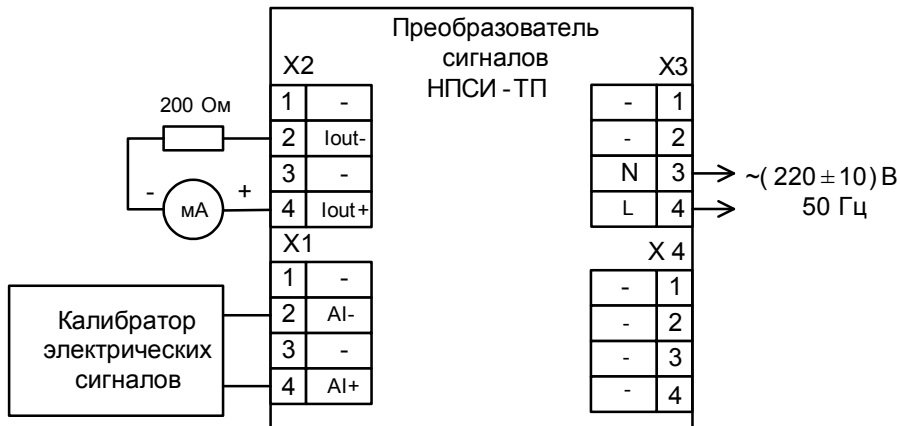 Преобразователь
сигналов
НПСИ - ТП
X2
1 -
2 Iout-
3 -
4 Iout+
200 Ом
- мА +
X1
1 -
2 AI-
3 -
4 AI+
Калибратор
электрических
сигналов
X3
- 1
- 2
N 3
L 4
~( 220 ± 10) В
50 Гц
X 4
- 1
- 2
- 3
- 4